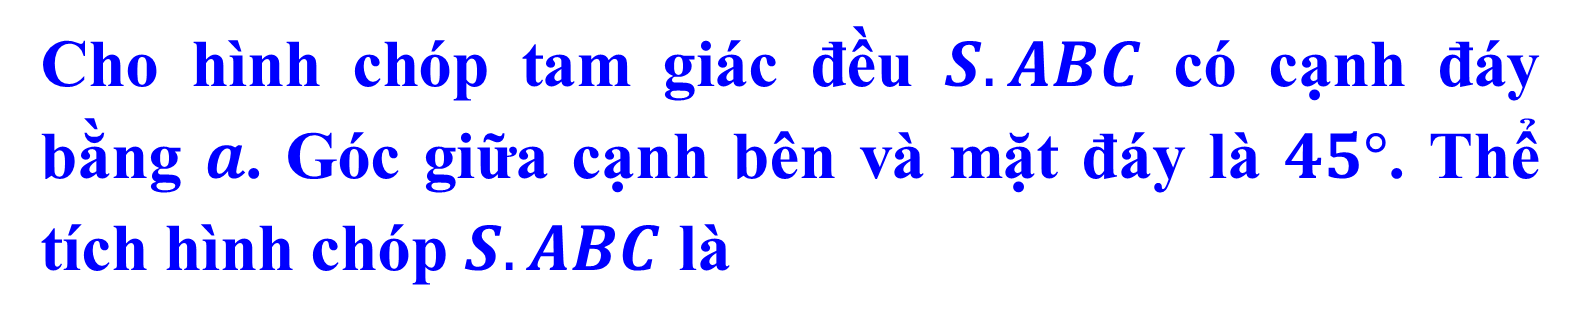 Cho hình chóp tam giác đều S.ABC có cạnh đáy
bằng a. Góc giữa cạnh bên và mặt đáy là 45°. Thể
tích hình chóp S.ABC là